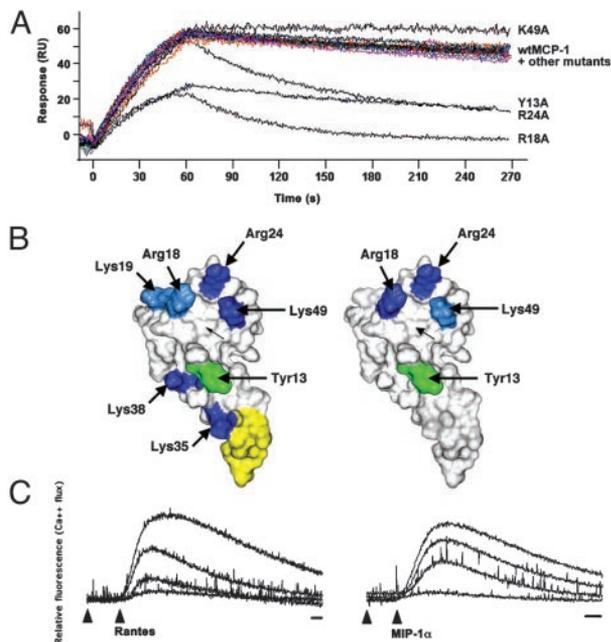 A
Response (RU)
60
40
20
0
0
30
60
90
120
150
180
210
240
270
Time (s)
K49A
wtMCP-1
+ other mutants
Y13A
R24A
R18A
B
Lys19
Arg18
Arg24
Lys49
Tyr13
Lys38
Lys35
Arg18
Arg24
Lys49
Tyr13
C
Relative fluorescence (Ca++ flux)
Rantes
MIP-1α